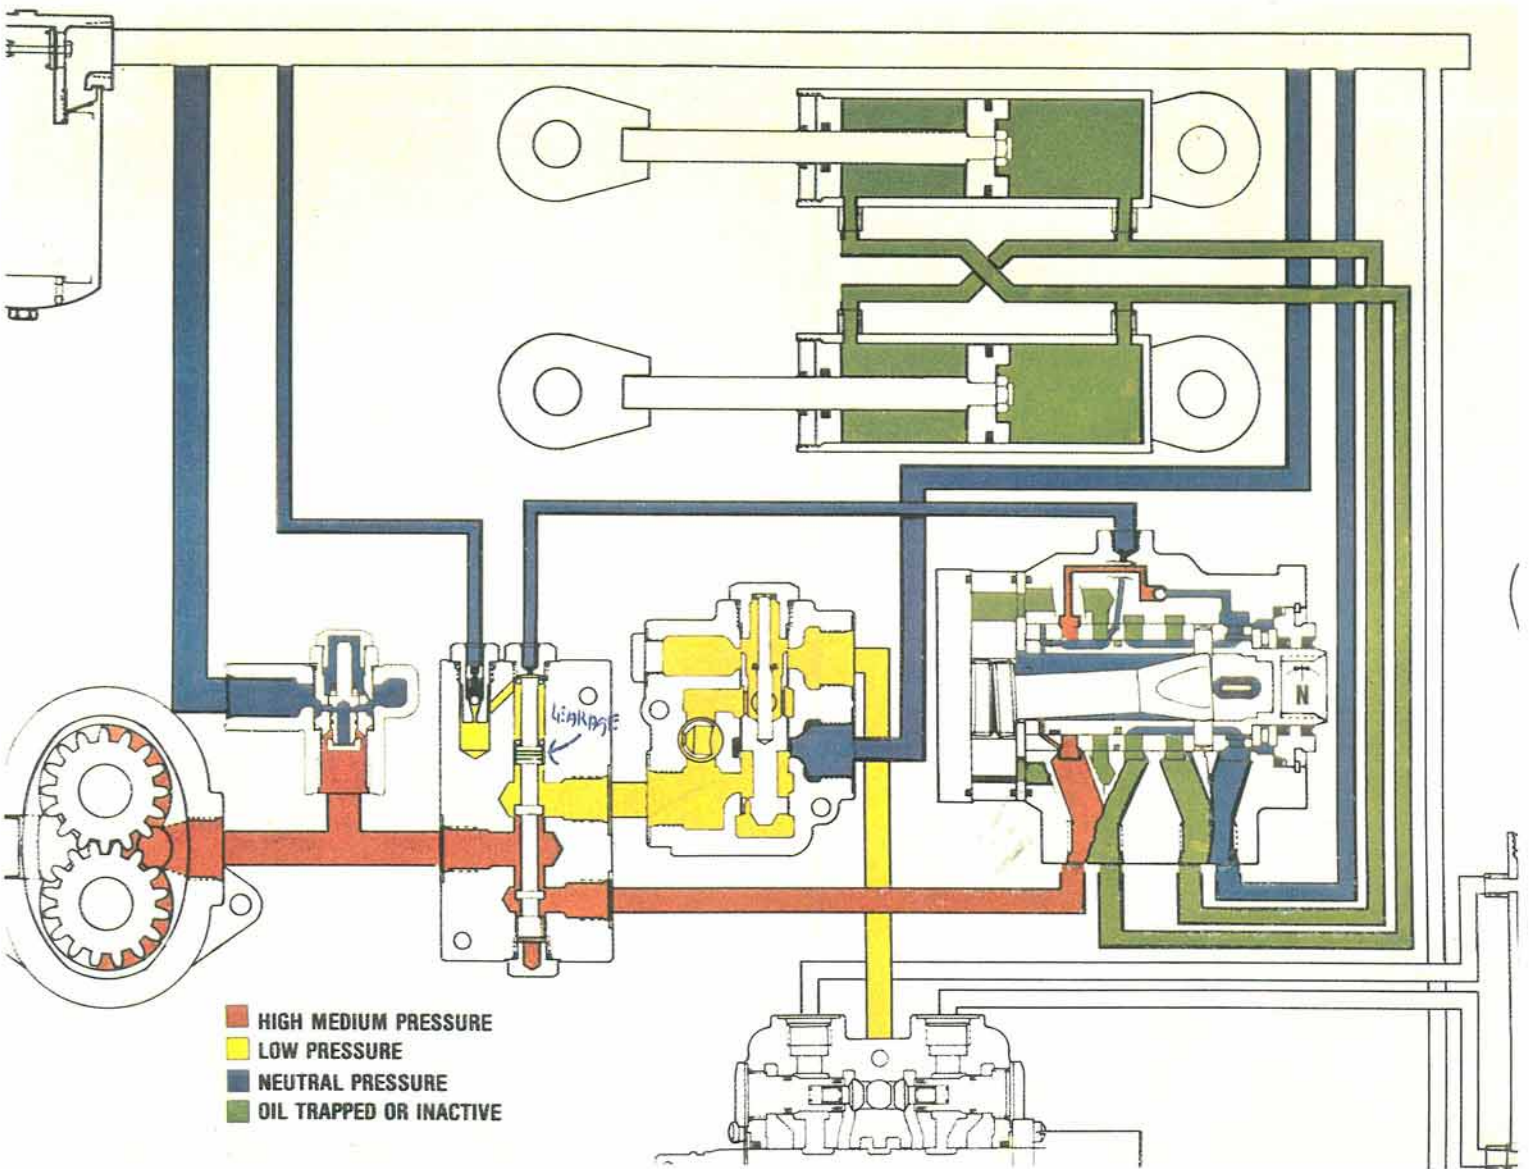 N
HIGH MEDIUM PRESSURE
LOW PRESSURE
NEUTRAL PRESSURE
OIL TRAPPED OR INACTIVE